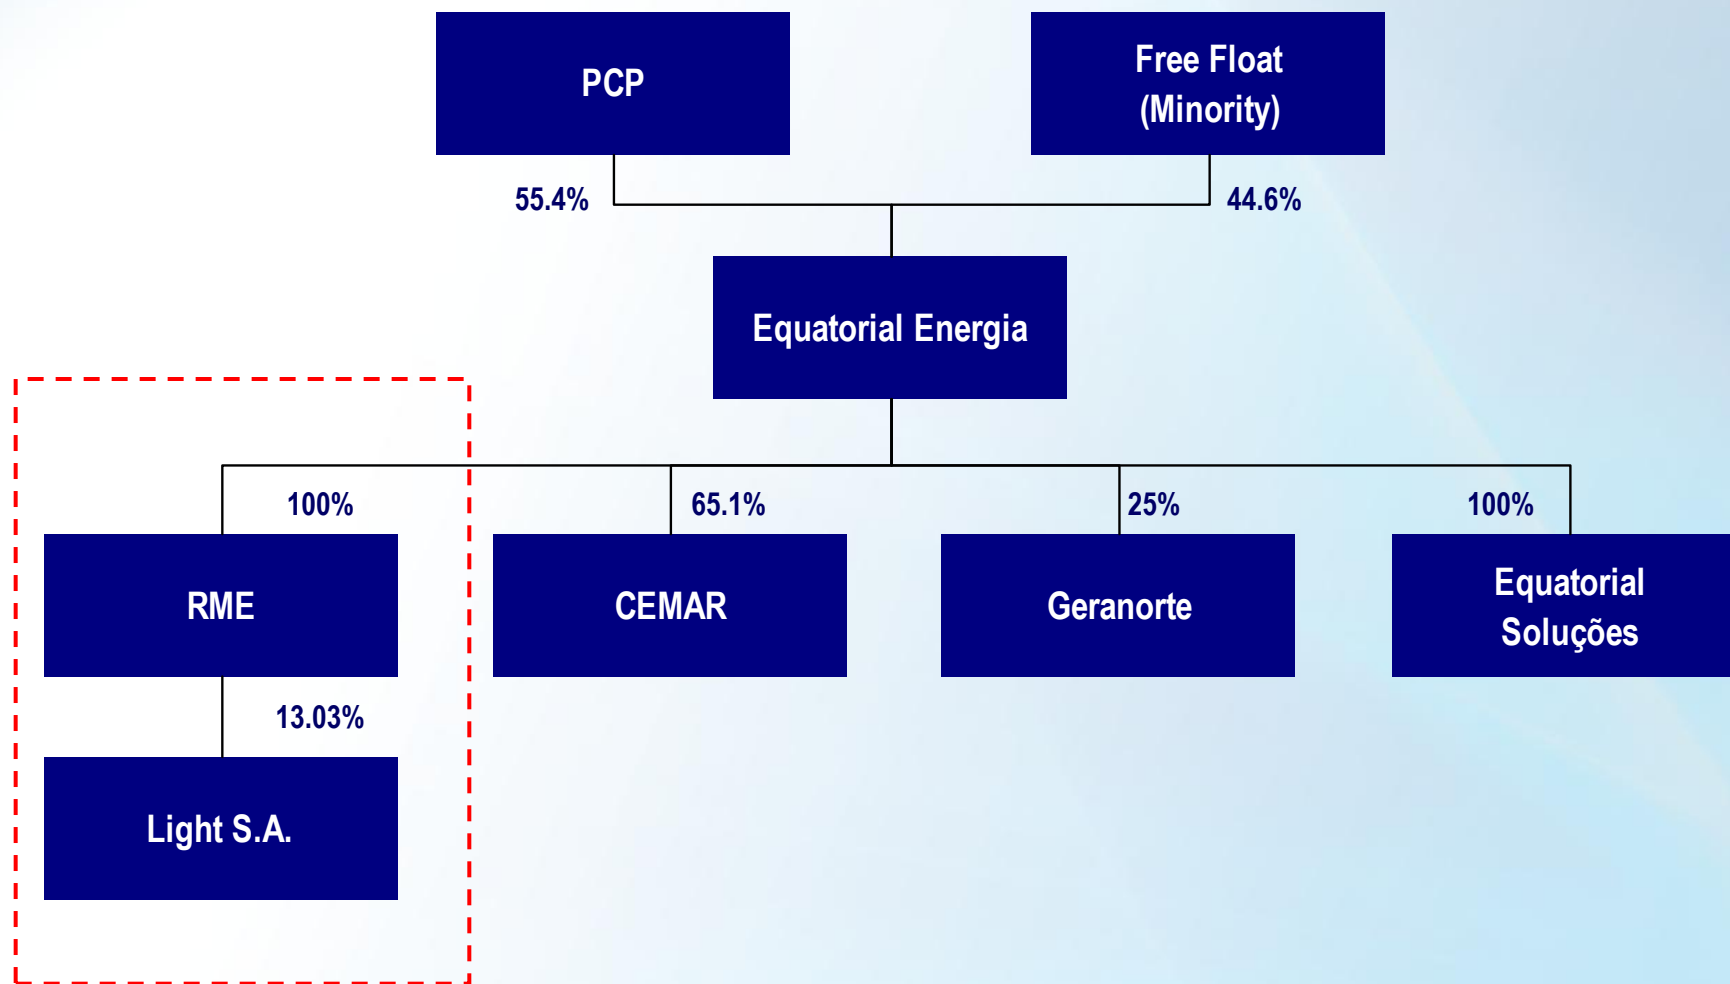 PCP
Free Float
(Minority)
55.4%
44.6%
Equatorial Energia
100%
65.1%
25%
100%
RME
CEMAR
Geranorte
Equatorial
Soluções
13.03%
Light S.A.